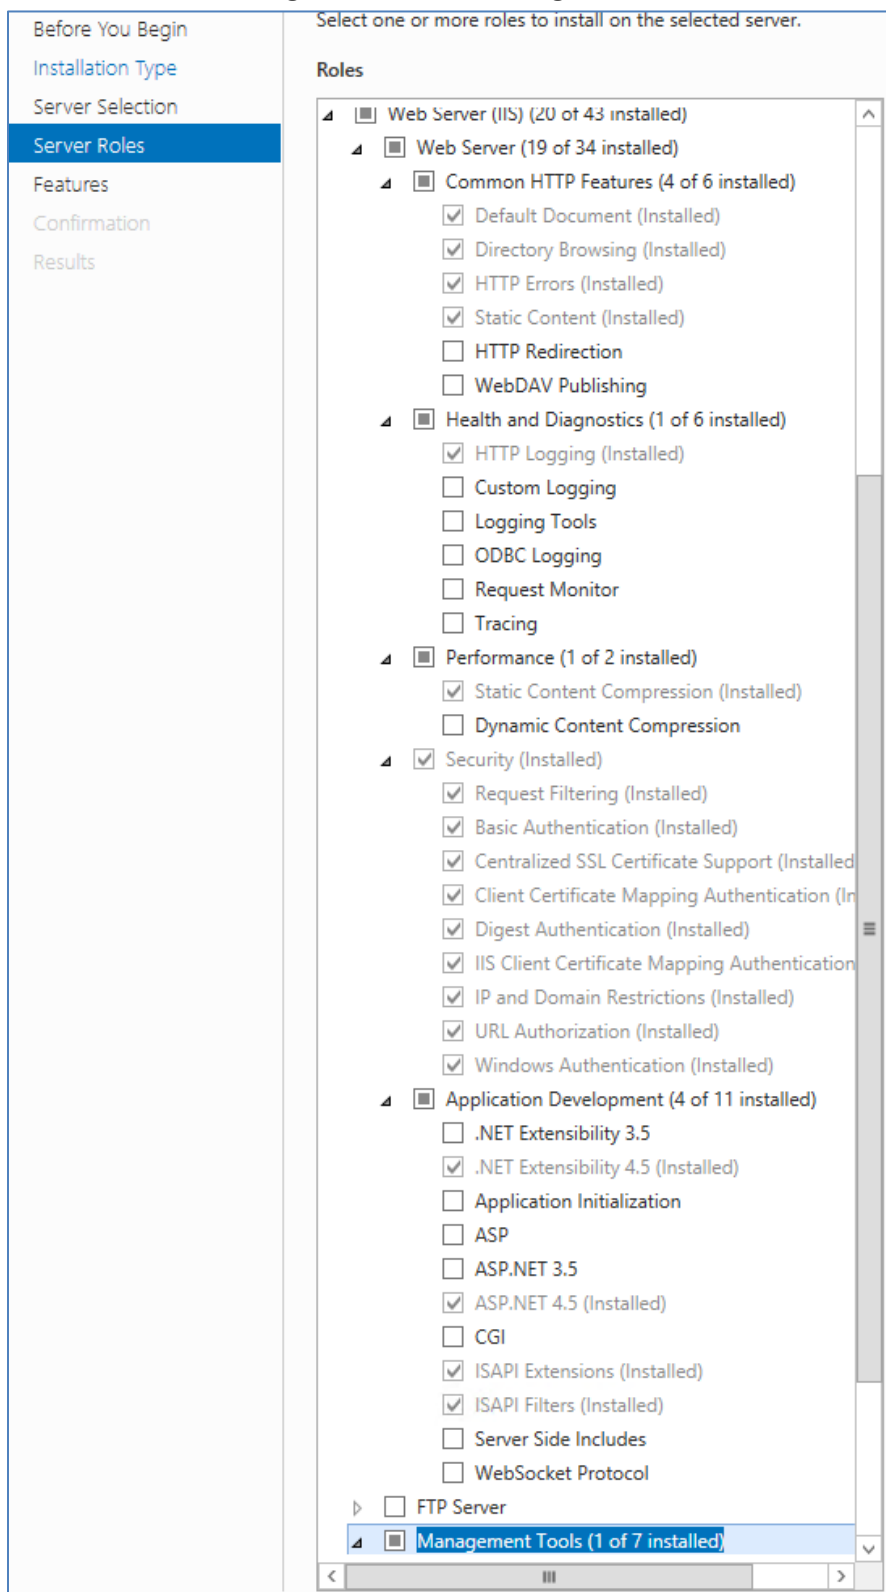 Before You Begin
Installation Type
Server Selection
Server Roles
Features
Confirmation
Results
Select one or more roles to install on the selected server.
Roles
Web Server (IIS) (20 of 43 installed)
Web Server (19 of 34 installed)
Common HTTP Features (4 of 6 installed)
Default Document (Installed)
Directory Browsing (Installed)
HTTP Errors (Installed)
Static Content (Installed)
HTTP Redirection
WebDAV Publishing
Health and Diagnostics (1 of 6 installed)
HTTP Logging (Installed)
Custom Logging
Logging Tools
ODBC Logging
Request Monitor
Tracing
Performance (1 of 2 installed)
Static Content Compression (Installed)
Dynamic Content Compression
Security (Installed)
Request Filtering (Installed)
Basic Authentication (Installed)
Centralized SSL Certificate Support (Installed
Client Certificate Mapping Authentication (In
Digest Authentication (Installed)
IIS Client Certificate Mapping Authentication
IP and Domain Restrictions (Installed)
URL Authorization (Installed)
Windows Authentication (Installed)
Application Development (4 of 11 installed)
.NET Extensibility 3.5
.NET Extensibility 4.5 (Installed)
Application Initialization
ASP
ASP.NET 3.5
ASP.NET 4.5 (Installed)
CGI
ISAPI Extensions (Installed)
ISAPI Filters (Installed)
Server Side Includes
WebSocket Protocol
FTP Server
Management Tools (1 of 7 installed)